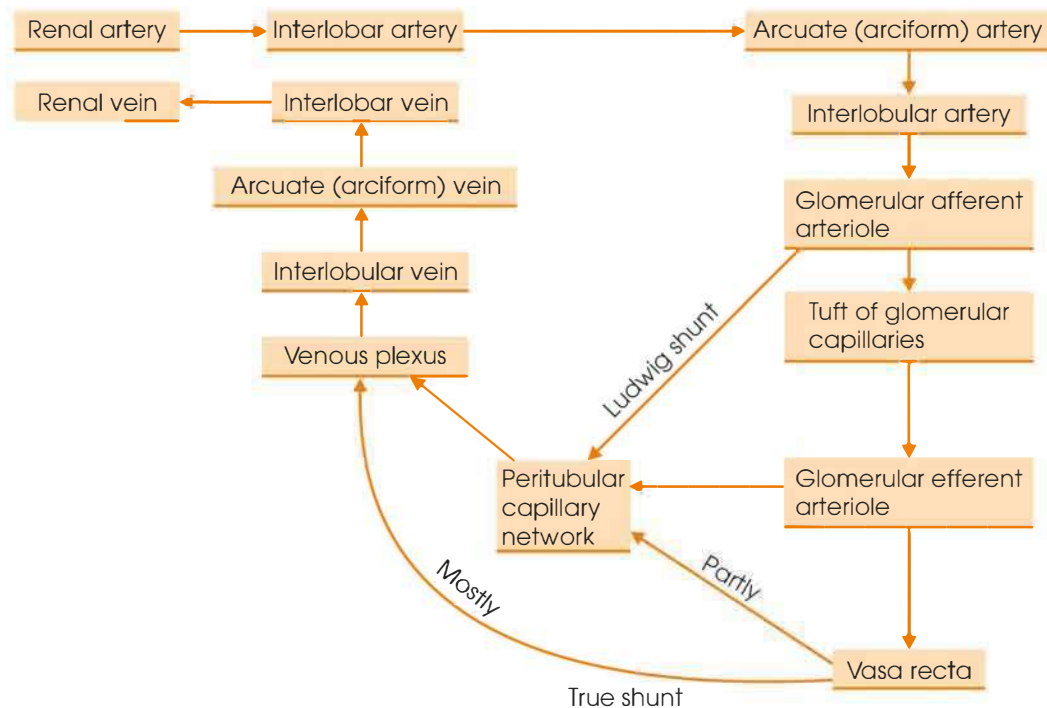 Renal artery
Interlobar artery
Arcuate (arciform) artery
Renal vein
Interlobar vein
Interlobular artery
Arcuate (arciform) vein
Glomerular afferent
arteriole
Interlobular vein
Tuft of glomerular
capillaries
Venous plexus
Ludwig shunt
Peritubular
capillary
network
Glomerular efferent
arteriole
Mostly
Partly
Vasa recta
True shunt